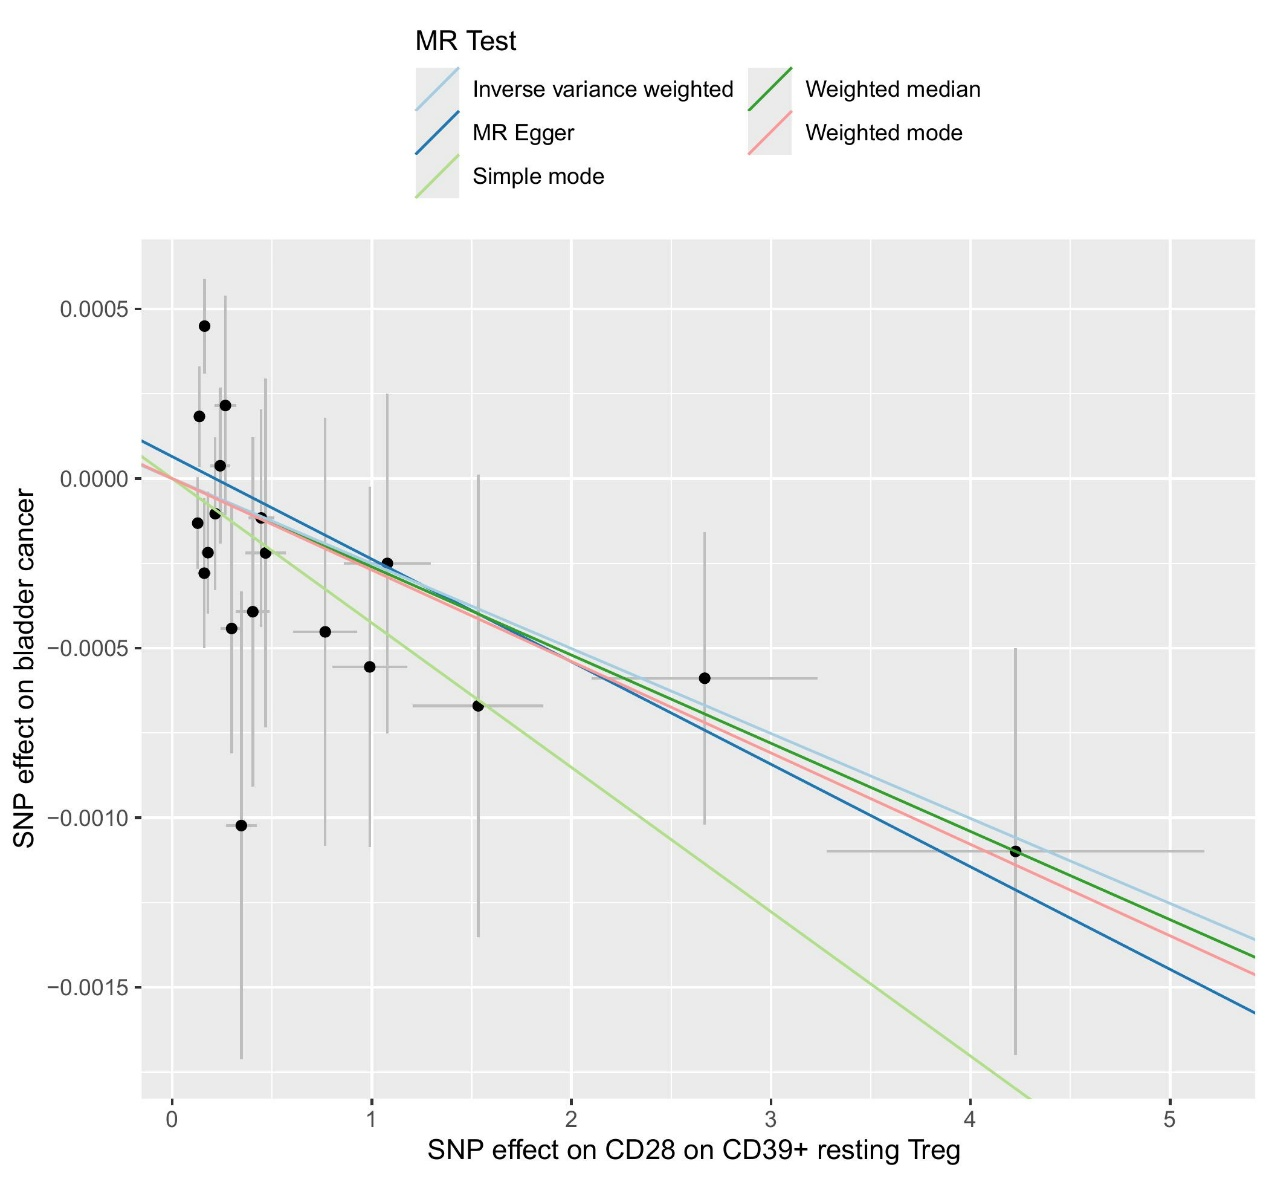 MR Test
Inverse variance weighted
Weighted median
MR Egger
Weighted mode
Simple mode
SNP effect on bladder cancer
0.0005
0.0000
−0.0005
−0.0010
−0.0015
0 1 2 3 4 5
SNP effect on CD28 on CD39+ resting Treg